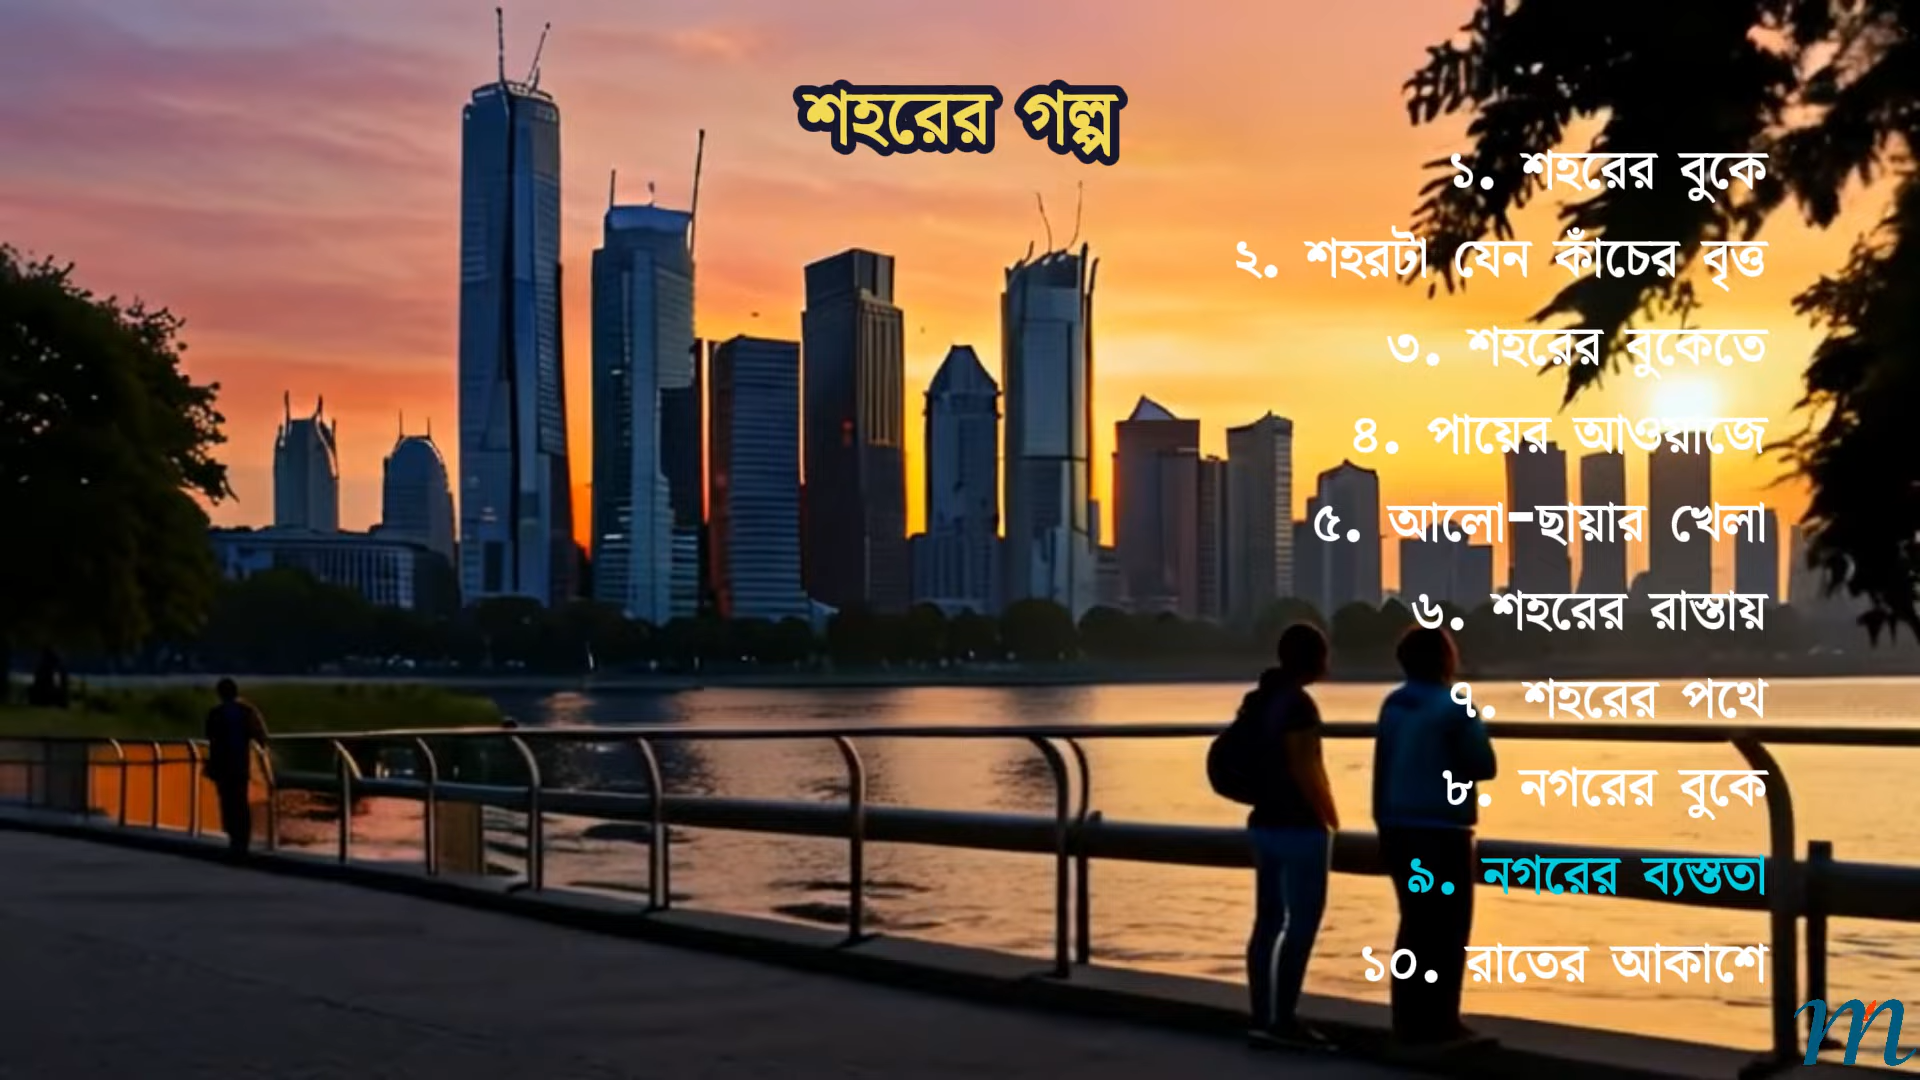 শহরের গল্প
১. শহরের বুকে
২. শহরটা যেন কাঁচের বৃত্ত
৩. শহরের বুকেতে
৪. পায়ের আওয়াজে
৫. আলো-ছায়ার খেলা
৬. শহরের রাস্তায়
৭. শহরের পথে
৮. নগরের বুকে
৯. নগরের ব্যস্ততা
১০. রাতের আকাশে
m